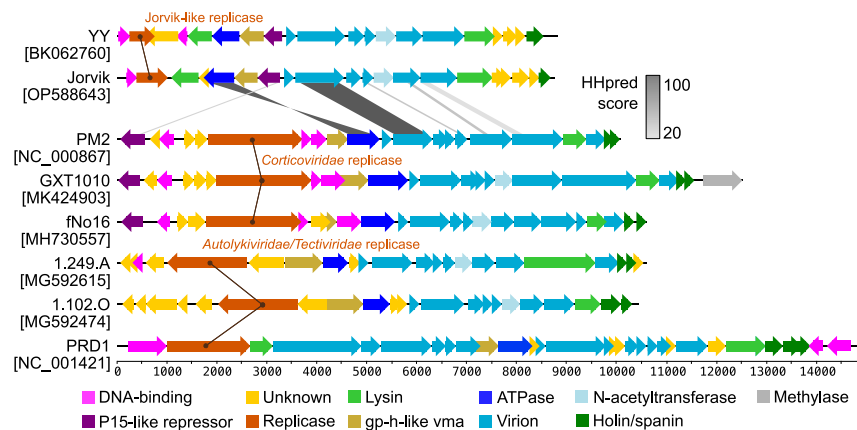 Jorvik-like replicase
YY
[BK062760]
Jorvik
[OP588643]
HHpred
score
100
20
PM2
[NC_000867]
Corticoviridae replicase
GXT1010
[MK424903]
fNo16
[MH730557]
Autolykiviridae/Tectiviridae replicase
1.249.A
[MG592615]
1.102.O
[MG592474]
PRD1
[NC_001421]
0 1000 2000 3000 4000 5000 6000 7000 8000 9000 10000 11000 12000 13000 14000
DNA-binding Unknown Lysin ATPase N-acetyltransferase Methylase
P15-like repressor Replicase gp-h-like vma Virion Holin/spanin